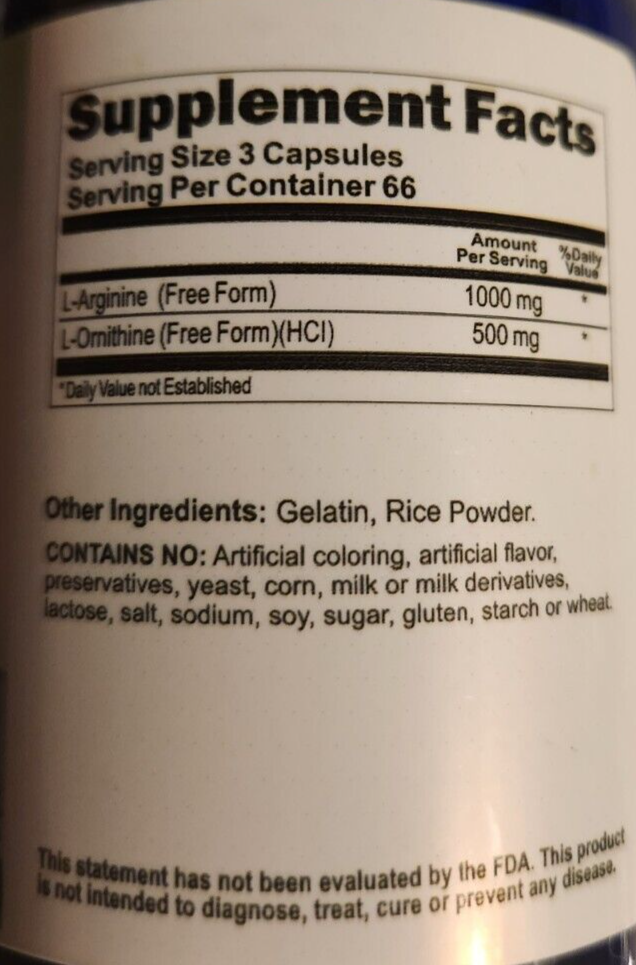 Supplement Facts
Serving Size 3 Capsules
Serving Per Container 66
Amount Per Serving %Daily Value
L-Arginine (Free Form) 1000 mg *
L-Ornithine (Free Form)(HCl) 500 mg *
*Daily Value not Established
Other Ingredients: Gelatin, Rice Powder.
CONTAINS NO: Artificial coloring, artificial flavor,
preservatives, yeast, corn, milk or milk derivatives,
lactose, salt, sodium, soy, sugar, gluten, starch or wheat.
This statement has not been evaluated by the FDA. This product
is not intended to diagnose, treat, cure or prevent any disease.